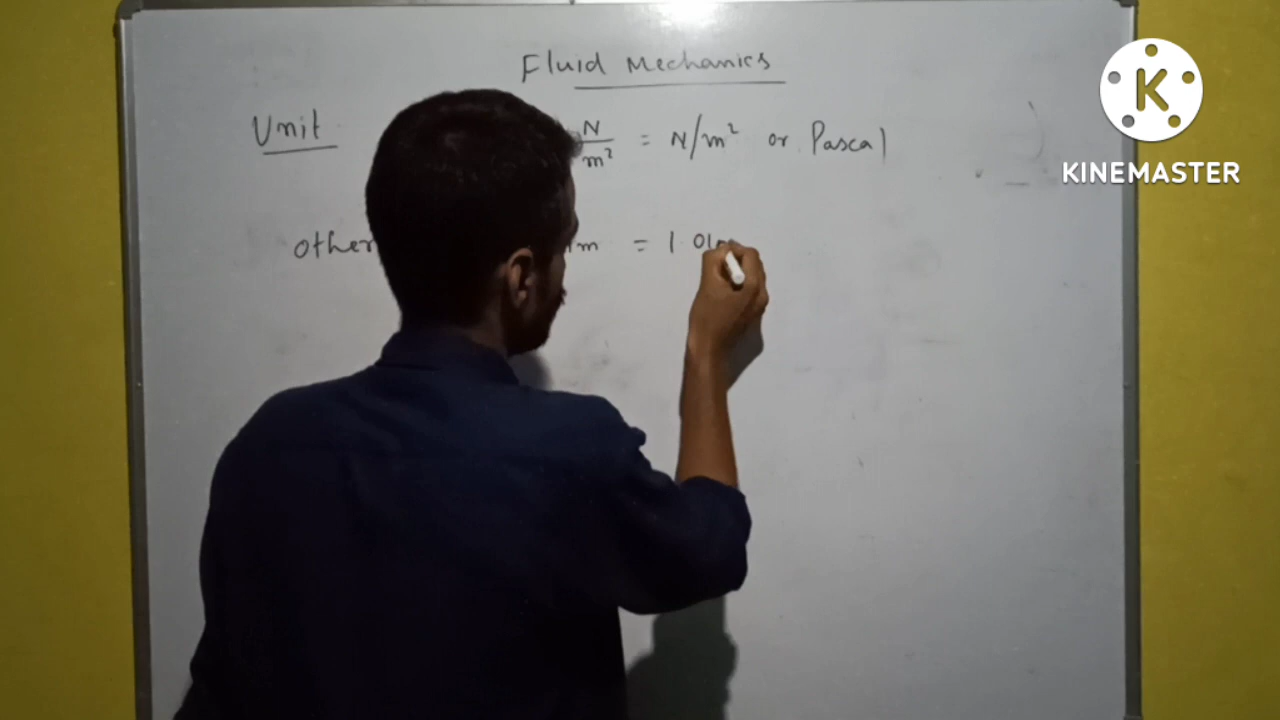 Fluid Mechanics
Unit N/m² = N/m² or Pascal
other = 1.01
K
KINEMASTER